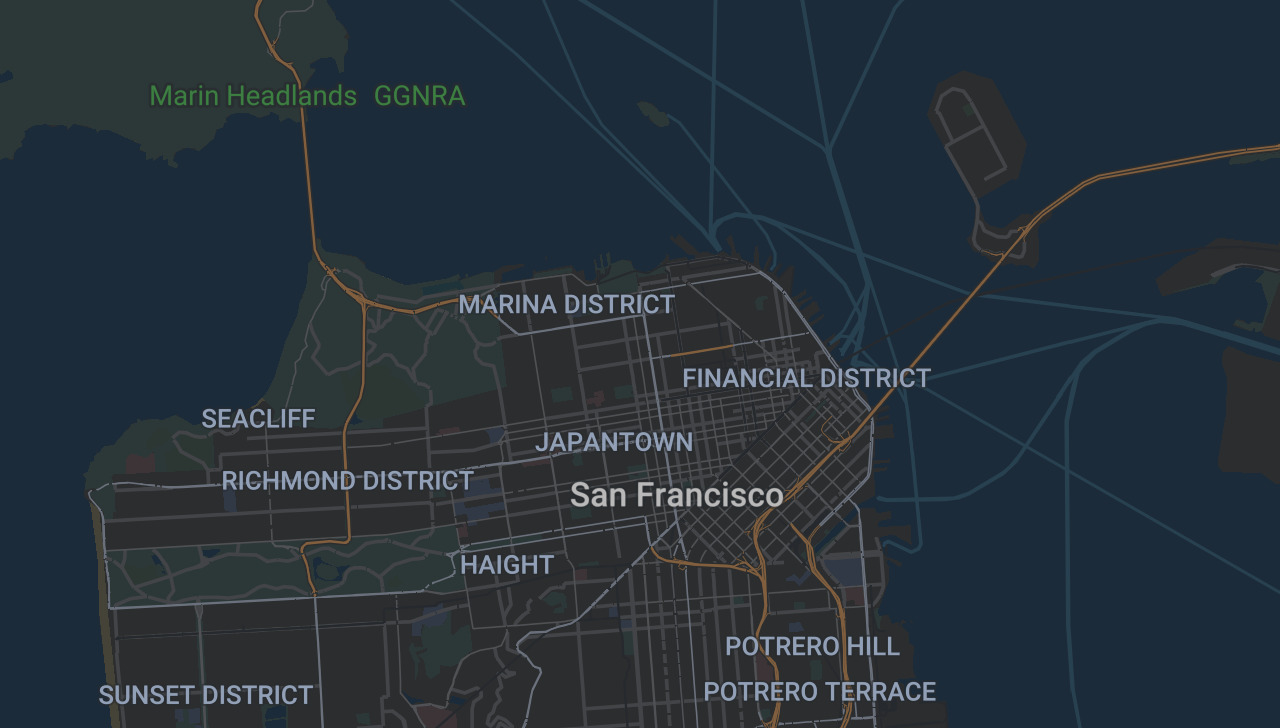 Marin Headlands GGNRA
MARINA DISTRICT
FINANCIAL DISTRICT
SEACLIFF
JAPANTOWN
RICHMOND DISTRICT
San Francisco
HAIGHT
POTRERO HILL
POTRERO TERRACE
SUNSET DISTRICT